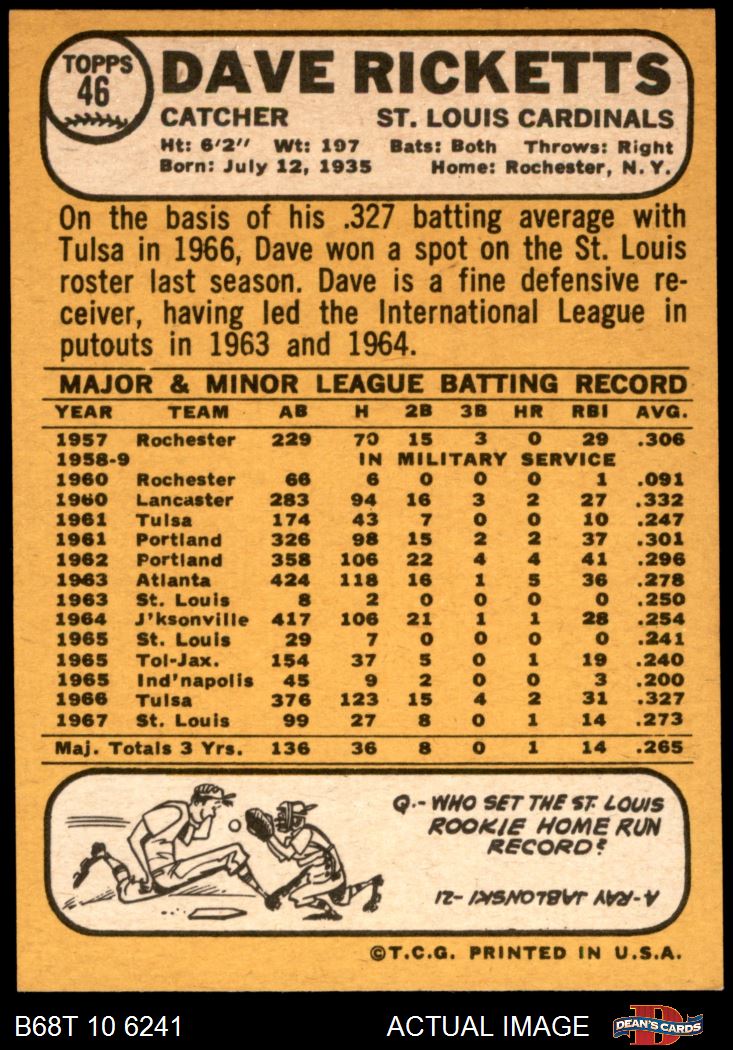 TOPPS
46
DAVE RICKETTS
CATCHER ST. LOUIS CARDINALS
Ht: 6'2" Wt: 197 Bats: Both Throws: Right
Born: July 12, 1935 Home: Rochester, N.Y.
On the basis of his .327 batting average with
Tulsa in 1966, Dave won a spot on the St. Louis
roster last season. Dave is a fine defensive re-
ceiver, having led the International League in
putouts in 1963 and 1964.
MAJOR & MINOR LEAGUE BATTING RECORD
YEAR TEAM AB H 2B 3B HR RBI AVG.
1957 Rochester 229 70 15 3 0 29 .306
1958-9 IN MILITARY SERVICE
1960 Rochester 66 6 0 0 0 1 .091
1960 Lancaster 283 94 16 3 2 27 .332
1961 Tulsa 174 43 7 0 0 10 .247
1961 Portland 326 98 15 2 2 37 .301
1962 Portland 358 106 22 4 4 41 .296
1963 Atlanta 424 118 16 1 5 36 .278
1963 St. Louis 8 2 0 0 0 0 .250
1964 J'ksonville 417 106 21 1 1 28 .254
1965 St. Louis 29 7 0 0 0 0 .241
1965 Tol-Jax. 154 37 5 0 1 19 .240
1965 Ind'napolis 45 9 2 0 0 3 .200
1966 Tulsa 376 123 15 4 2 31 .327
1967 St. Louis 99 27 8 0 1 14 .273
Maj. Totals 3 Yrs. 136 36 8 0 1 14 .265
Q.- WHO SET THE ST. LOUIS
ROOKIE HOME RUN
RECORD?
A-RAY JABLONSKI -21
©T.C.G. PRINTED IN U.S.A.
B68T 10 6241 ACTUAL IMAGE DEAN'S CARDS